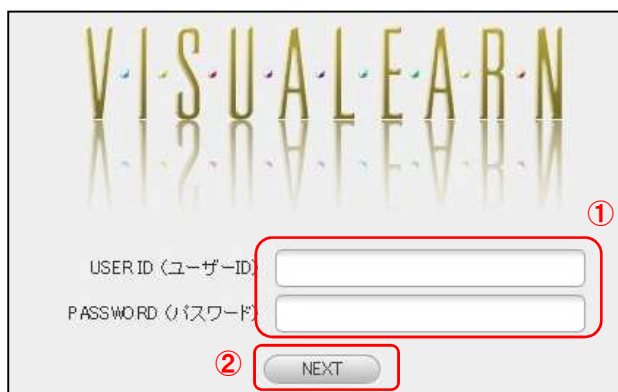 V・I・S・U・A・L・E・A・R・N
①
USER ID (ユーザーID)
PASSWORD (パスワード)
② NEXT